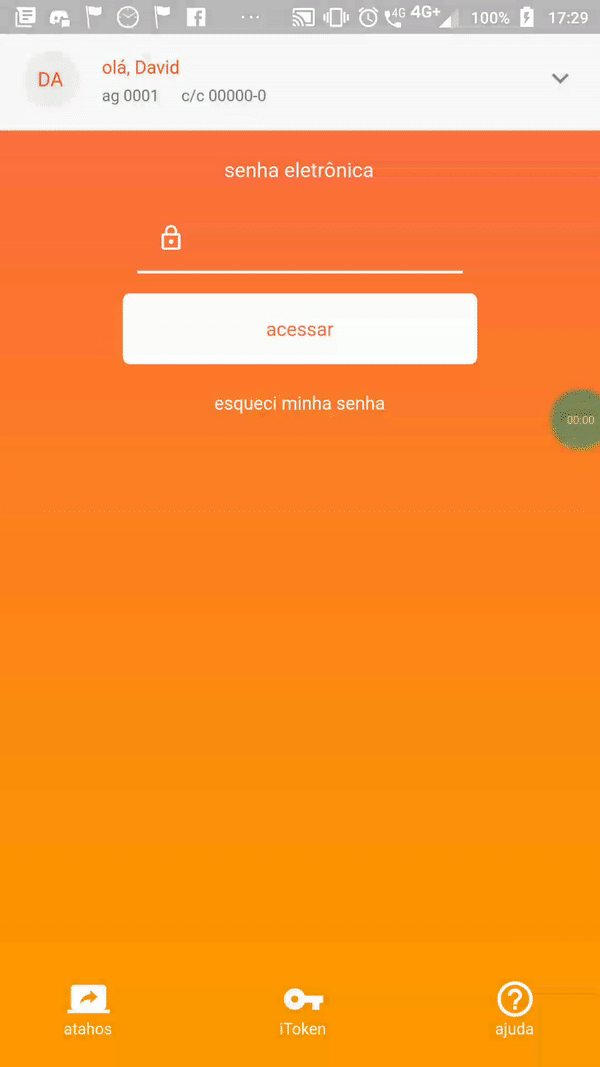 4G 4G+ 100% 17:29
DA
olá, David
ag 0001 c/c 00000-0
senha eletrônica
acessar
esqueci minha senha
00:00
atahos iToken ajuda